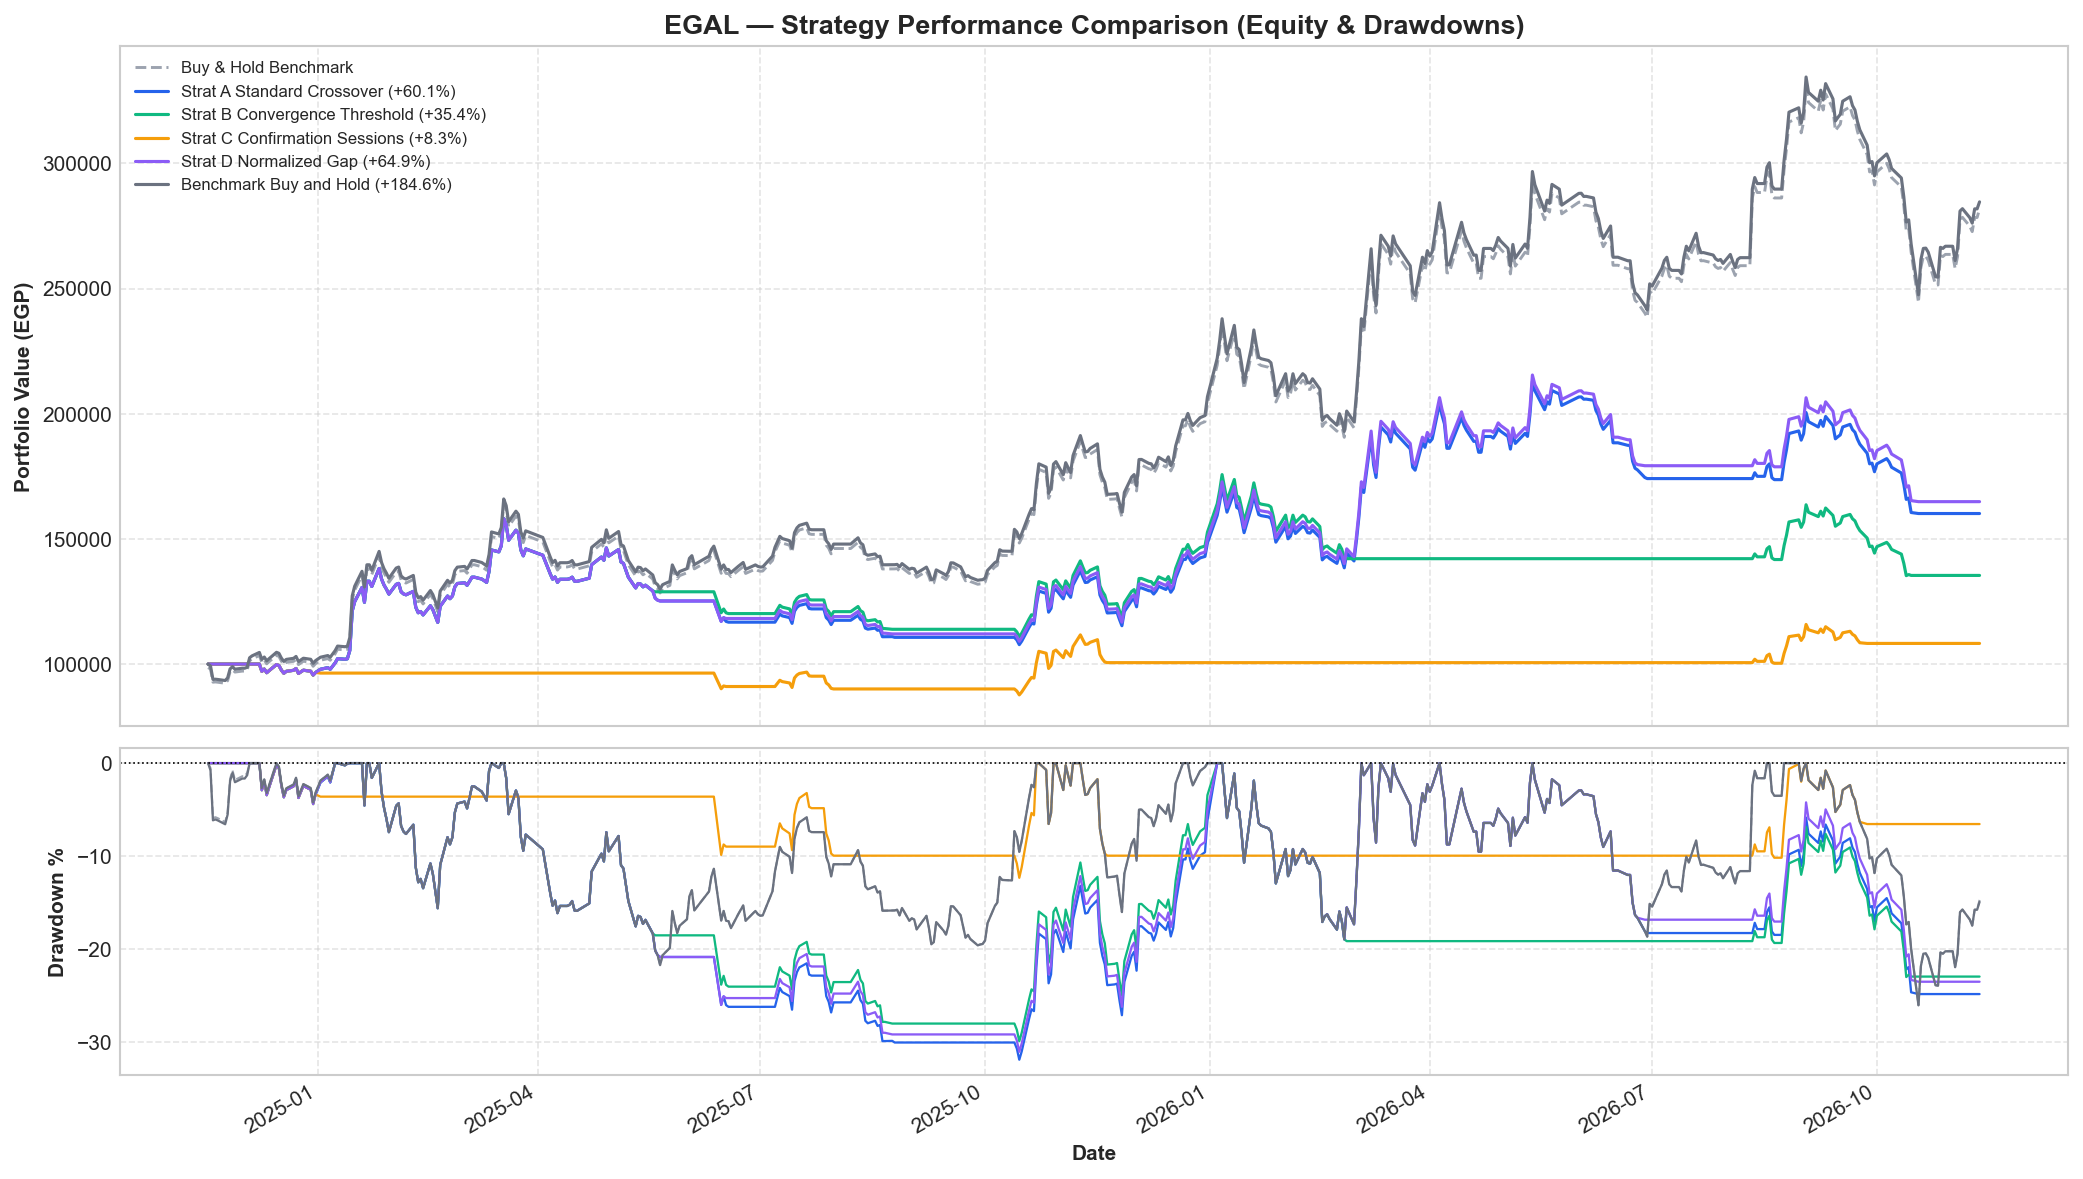 EGAL — Strategy Performance Comparison (Equity & Drawdowns)
Buy & Hold Benchmark
Strat A Standard Crossover (+60.1%)
Strat B Convergence Threshold (+35.4%)
Strat C Confirmation Sessions (+8.3%)
Strat D Normalized Gap (+64.9%)
Benchmark Buy and Hold (+184.6%)
Portfolio Value (EGP)
300000
250000
200000
150000
100000
Drawdown %
0
−10
−20
−30
2025-01
2025-04
2025-07
2025-10
2026-01
2026-04
2026-07
2026-10
Date